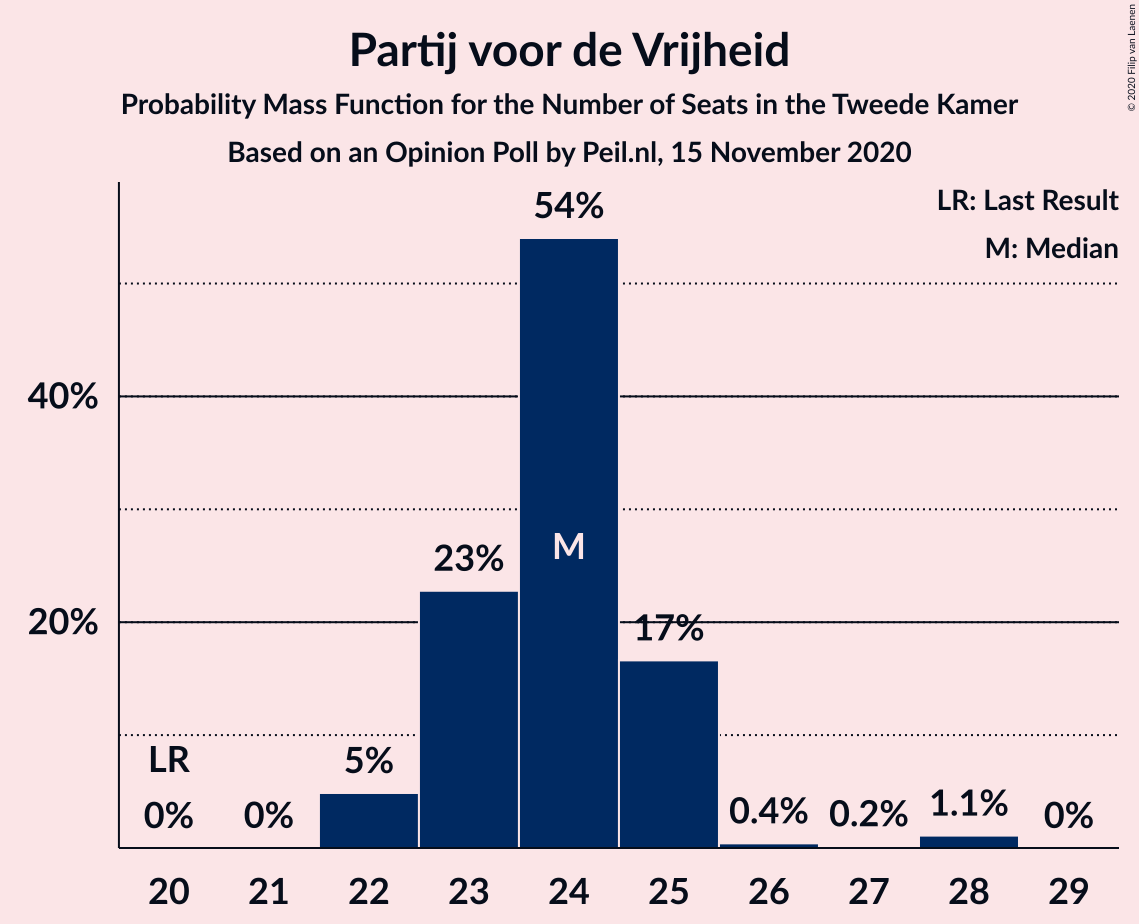 Partij voor de Vrijheid
Probability Mass Function for the Number of Seats in the Tweede Kamer
Based on an Opinion Poll by Peil.nl, 15 November 2020
© 2020 Filip van Laenen
LR: Last Result
M: Median
54%
40%
M
23%
20%
17%
LR
5%
0%
0%
0.4%
0.2%
1.1%
0%
20 21 22 23 24 25 26 27 28 29